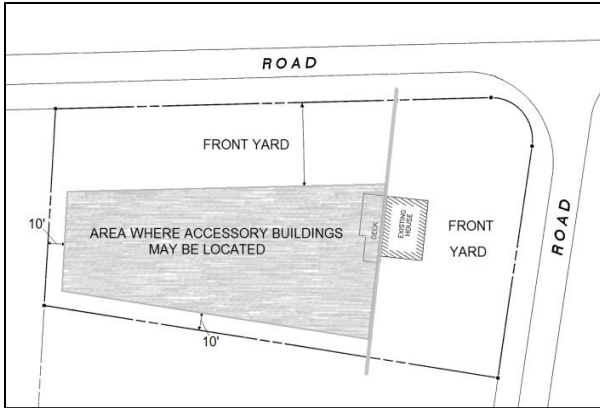 ROAD
FRONT YARD
10'
AREA WHERE ACCESSORY BUILDINGS
MAY BE LOCATED
DECK
EXISTING
HOUSE
FRONT
YARD
ROAD
10'